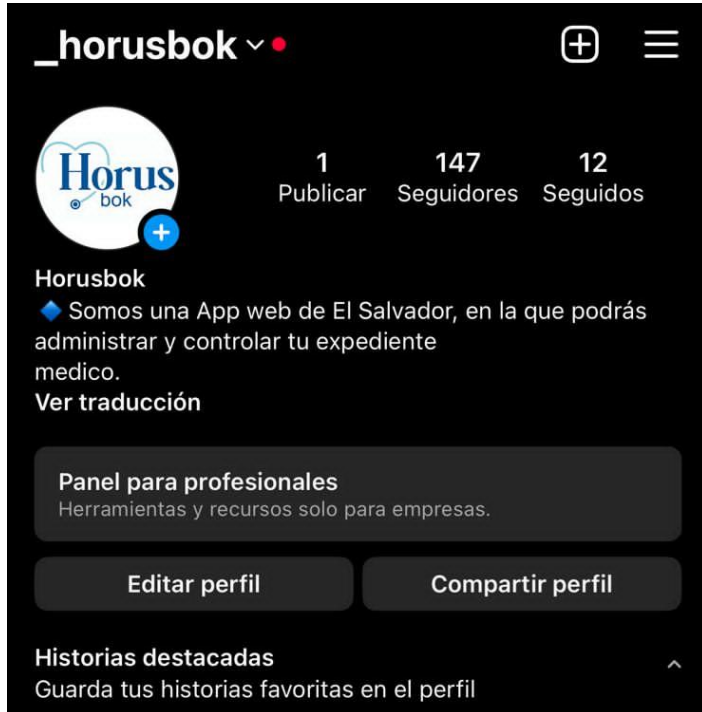 _horusbok
Horus
bok
1
147
12
Publicar
Seguidores
Seguidos
Horusbok
🔷 Somos una App web de El Salvador, en la que podrás
administrar y controlar tu expediente
medico.
Ver traducción
Panel para profesionales
Herramientas y recursos solo para empresas.
Editar perfil
Compartir perfil
Historias destacadas
Guarda tus historias favoritas en el perfil